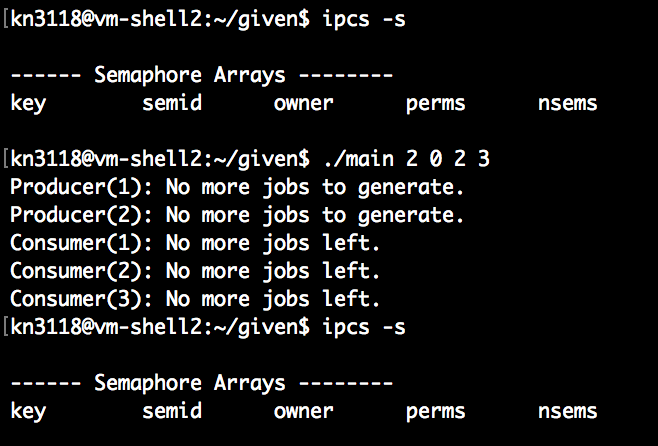 [kn3118@vm-shell2:~/given$ ipcs -s
------ Semaphore Arrays --------
key semid owner perms nsems
[kn3118@vm-shell2:~/given$ ./main 2 0 2 3
Producer(1): No more jobs to generate.
Producer(2): No more jobs to generate.
Consumer(1): No more jobs left.
Consumer(2): No more jobs left.
Consumer(3): No more jobs left.
[kn3118@vm-shell2:~/given$ ipcs -s
------ Semaphore Arrays --------
key semid owner perms nsems